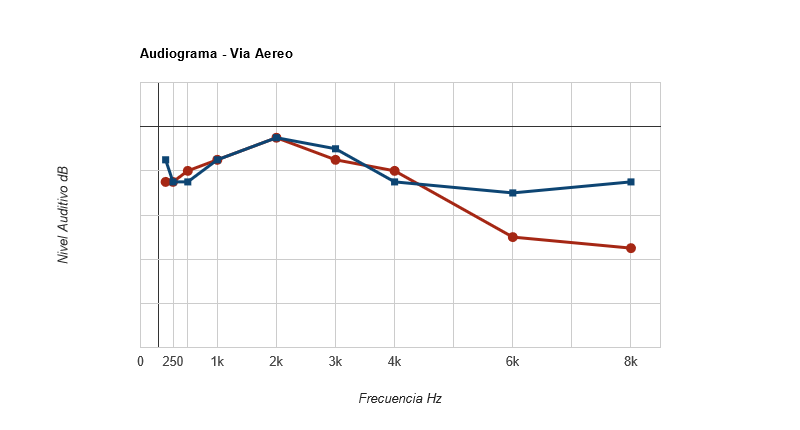 Audiograma - Via Aereo
Nivel Auditivo dB
0 250 1k 2k 3k 4k 6k 8k
Frecuencia Hz